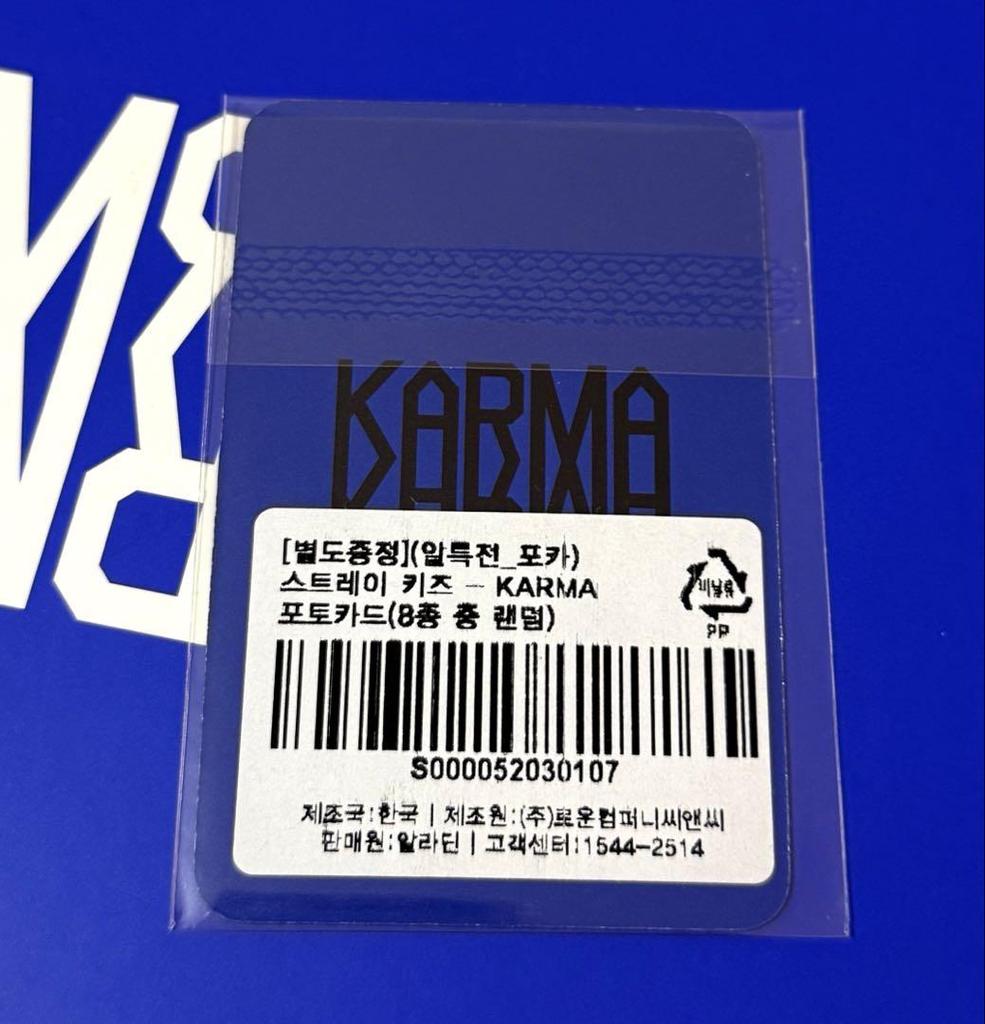 KARMA
[별도증정](알특전_포카)
스트레이 키즈 - KARMA
포토카드(8종 중 랜덤)
비닐류
PP
S000052030107
제조국:한국 | 제조원:(주)로운컴퍼니씨앤씨
판매원:알라딘 | 고객센터:1544-2514